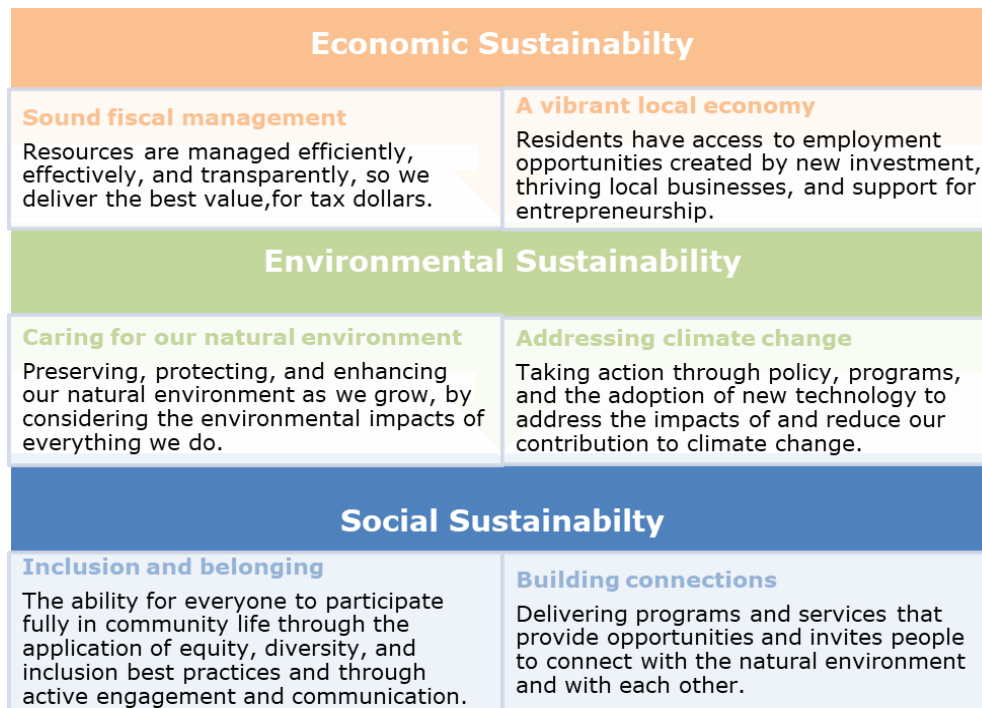 Economic Sustainabilty
Sound fiscal management
Resources are managed efficiently,
effectively, and transparently, so we
deliver the best value,for tax dollars.
A vibrant local economy
Residents have access to employment
opportunities created by new investment,
thriving local businesses, and support for
entrepreneurship.
Environmental Sustainability
Caring for our natural environment
Preserving, protecting, and enhancing
our natural environment as we grow, by
considering the environmental impacts of
everything we do.
Addressing climate change
Taking action through policy, programs,
and the adoption of new technology to
address the impacts of and reduce our
contribution to climate change.
Social Sustainabilty
Inclusion and belonging
The ability for everyone to participate
fully in community life through the
application of equity, diversity, and
inclusion best practices and through
active engagement and communication.
Building connections
Delivering programs and services that
provide opportunities and invites people
to connect with the natural environment
and with each other.